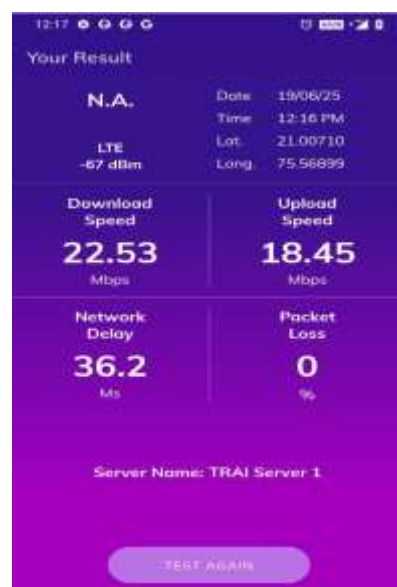 12:17
Your Result
N.A.
LTE
-67 dBm
Date 19/06/25
Time 12:16 PM
Lat. 21.00710
Long. 75.56899
Download
Speed
22.53
Mbps
Upload
Speed
18.45
Mbps
Network
Delay
36.2
Ms
Packet
Loss
0
%
Server Name: TRAI Server 1
TEST AGAIN